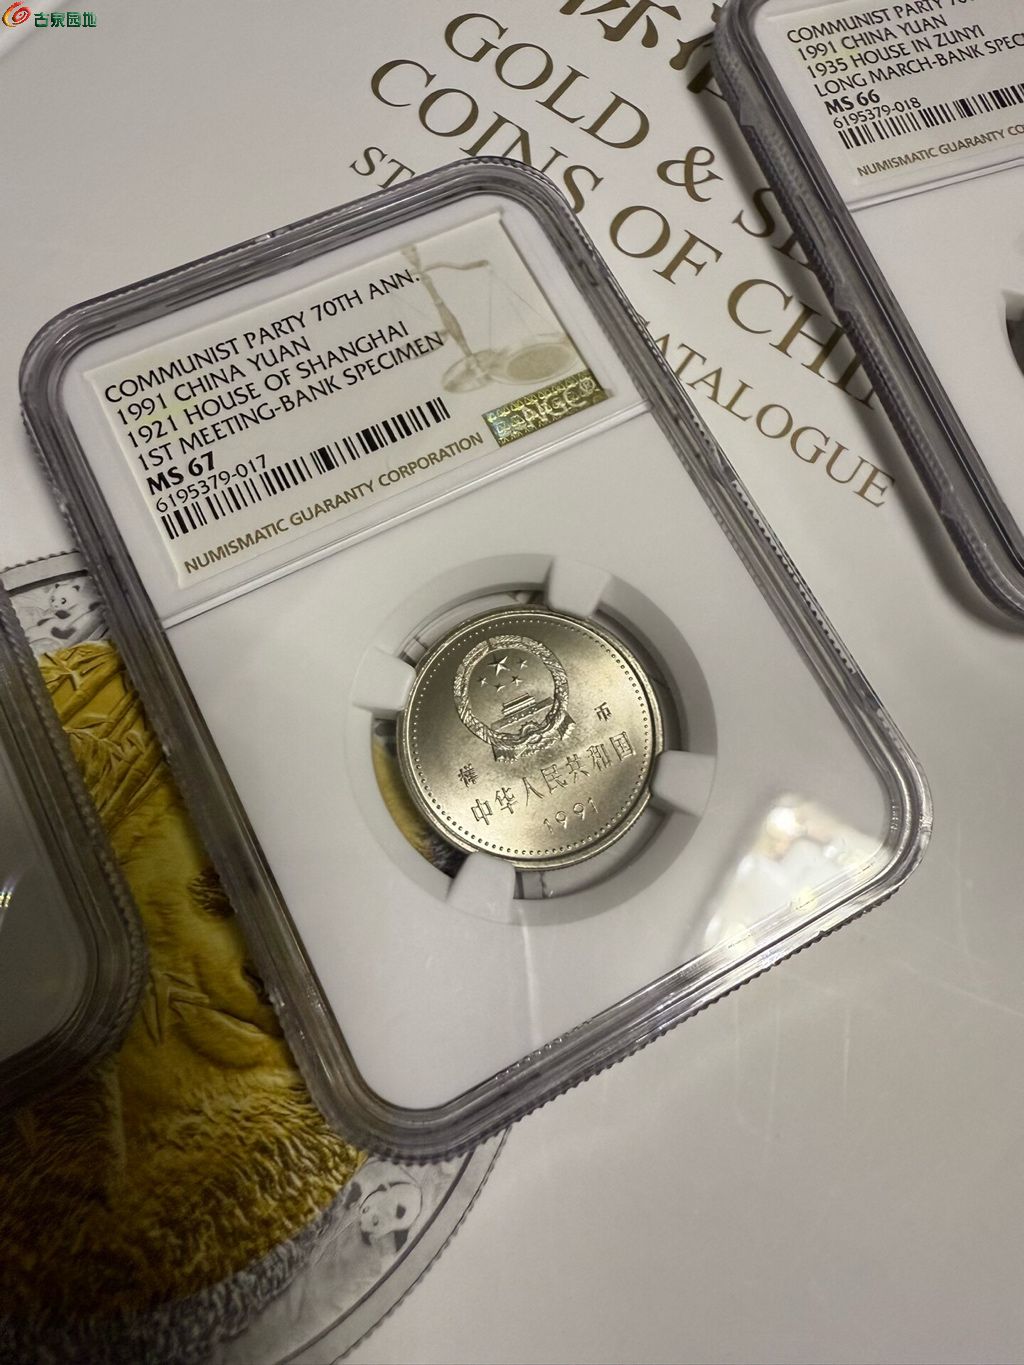 古泉园地
GOLD & S
COINS OF CHI
ST
ATALOGUE
COMMUNIST PARTY 70TH ANN.
1991 CHINA YUAN
1921 HOUSE OF SHANGHAI
1ST MEETING-BANK SPECIMEN
MS 67
6195379-017
NUMISMATIC GUARANTY CORPORATION
NGC
COMMUNIST PARTY 70
1991 CHINA YUAN
1935 HOUSE IN ZUNYI
LONG MARCH-BANK SPEC
MS 66
6195379-018
NUMISMATIC GUARANTY CO
样 币
中华人民共和国
1991